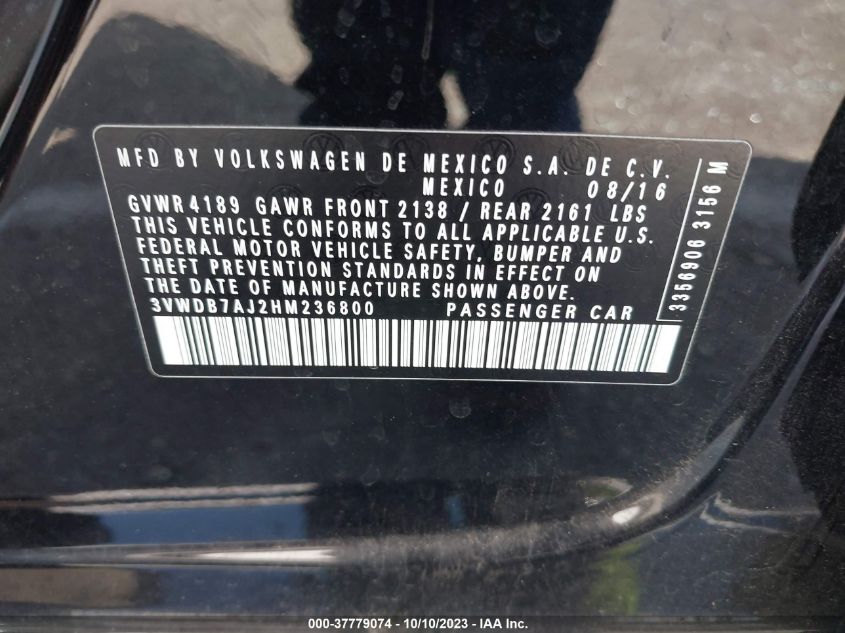 MFD BY VOLKSWAGEN DE MEXICO S.A. DE C.V.
MEXICO 08/16
GVWR 4189 GAWR FRONT 2138 / REAR 2161 LBS
THIS VEHICLE CONFORMS TO ALL APPLICABLE U.S.
FEDERAL MOTOR VEHICLE SAFETY, BUMPER AND
THEFT PREVENTION STANDARDS IN EFFECT ON
THE DATE OF MANUFACTURE SHOWN ABOVE.
3VWDB7AJ2HM236800 PASSENGER CAR
3356906 3156 M
000-37779074 - 10/10/2023 - IAA Inc.